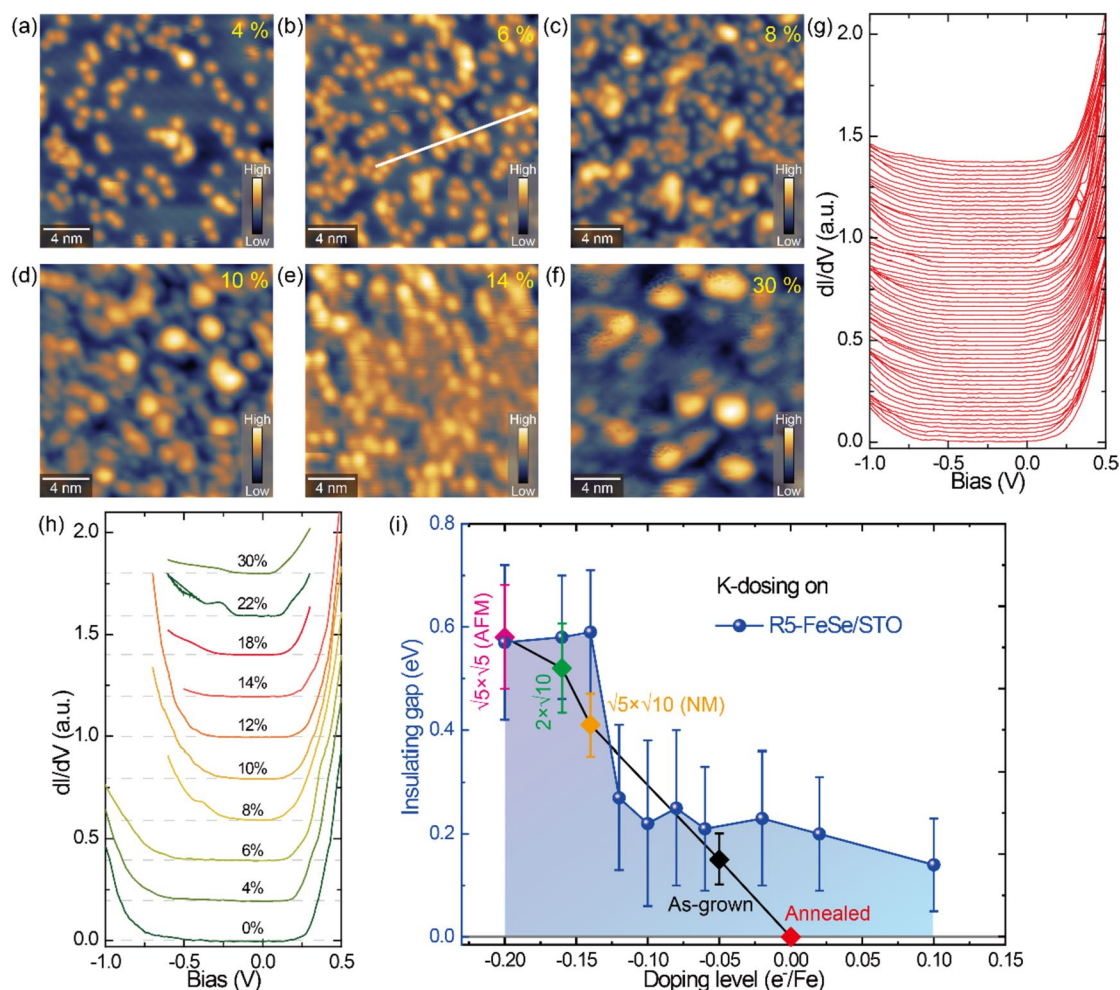 (a)
4 %
High
Low
4 nm
(b)
6 %
High
Low
4 nm
(c)
8 %
High
Low
4 nm
(d)
10 %
High
Low
4 nm
(e)
14 %
High
Low
4 nm
(f)
30 %
High
Low
4 nm
(g)
2.0
1.5
1.0
0.5
0.0
dI/dV (a.u.)
-1.0
-0.5
0.0
0.5
Bias (V)
(h)
2.0
1.5
1.0
0.5
0.0
dI/dV (a.u.)
30%
22%
18%
14%
12%
10%
8%
6%
4%
0%
-1.0
-0.5
0.0
0.5
Bias (V)
(i)
0.8
0.6
0.4
0.2
0.0
Insulating gap (eV)
√5×√5 (AFM)
2×√10
√5×√10 (NM)
K-dosing on
R5-FeSe/STO
As-grown
Annealed
-0.20
-0.15
-0.10
-0.05
0.00
0.05
0.10
0.15
Doping level (e⁻/Fe)